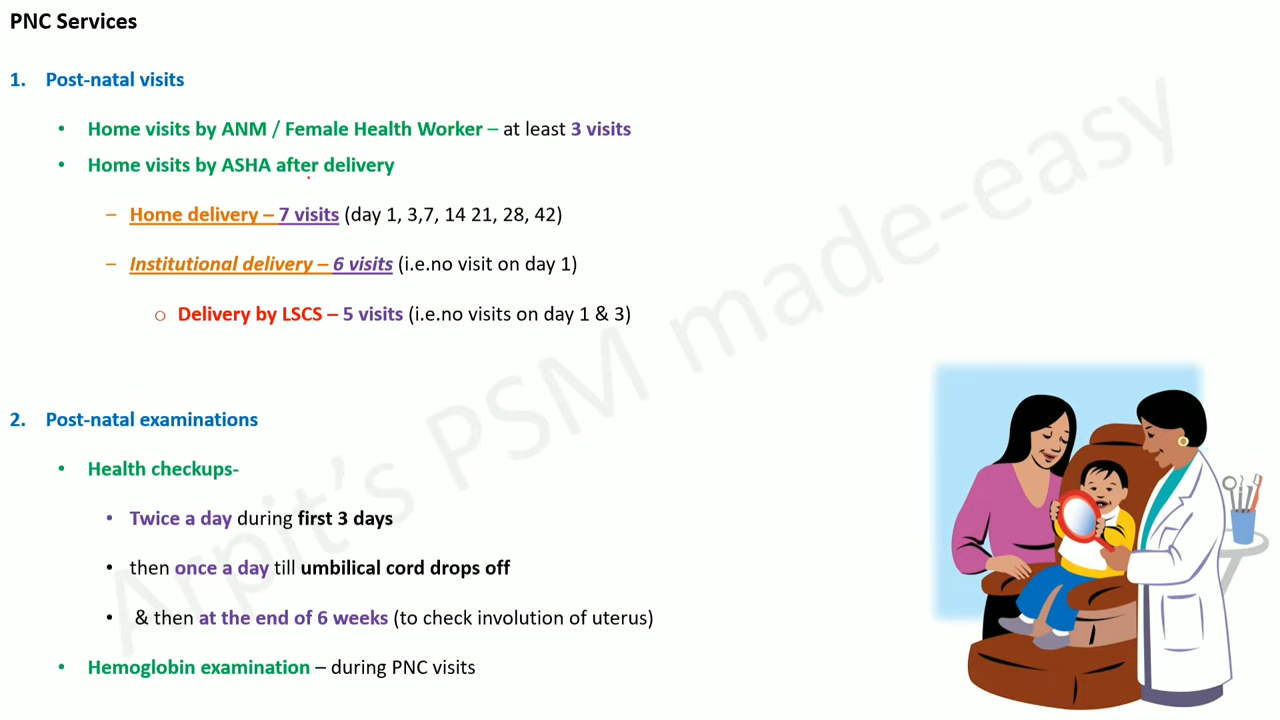 PNC Services
1. Post-natal visits
• Home visits by ANM / Female Health Worker – at least 3 visits
• Home visits by ASHA after delivery
– Home delivery – 7 visits (day 1, 3,7, 14 21, 28, 42)
– Institutional delivery – 6 visits (i.e.no visit on day 1)
o Delivery by LSCS – 5 visits (i.e.no visits on day 1 & 3)
2. Post-natal examinations
• Health checkups-
• Twice a day during first 3 days
• then once a day till umbilical cord drops off
• & then at the end of 6 weeks (to check involution of uterus)
• Hemoglobin examination – during PNC visits
Arpit's PSM made-easy